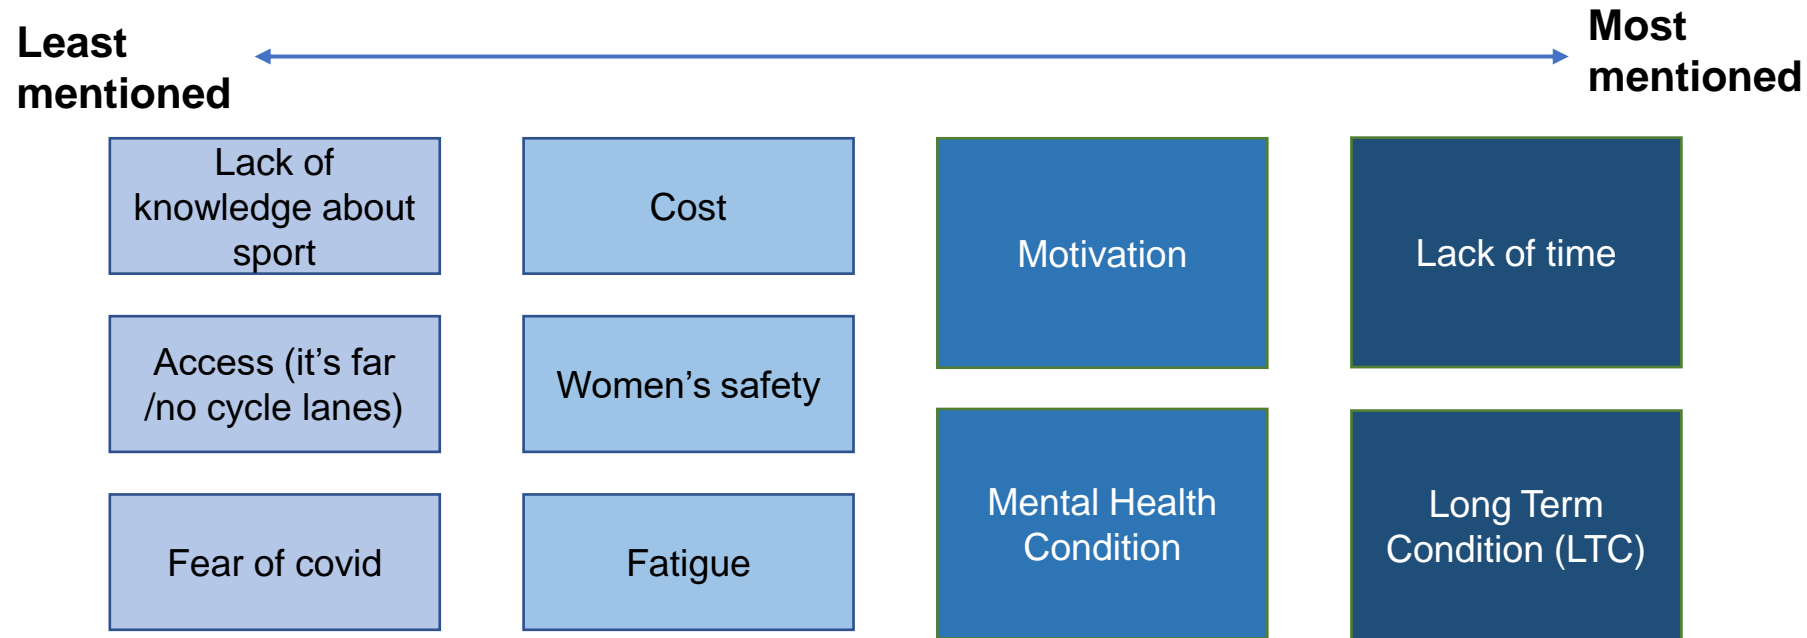 Least
mentioned
Most
mentioned
Lack of
knowledge about
sport
Cost
Motivation
Lack of time
Access (it’s far
/no cycle lanes)
Women’s safety
Mental Health
Condition
Long Term
Condition (LTC)
Fear of covid
Fatigue